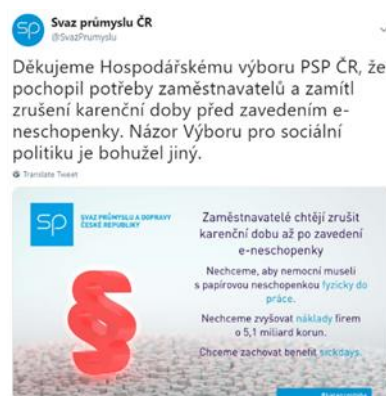 Svaz průmyslu ČR
@SvazPrumyslu
Děkujeme Hospodářskému výboru PSP ČR, že
pochopil potřeby zaměstnavatelů a zamítl
zrušení karenční doby před zavedením e-
neschopenky. Názor Výboru pro sociální
politiku je bohužel jiný.
Translate Tweet
SVAZ PRŮMYSLU A DOPRAVY
ČESKÉ REPUBLIKY
Zaměstnavatelé chtějí zrušit
karenční dobu až po zavedení
e-neschopenky
Nechceme, aby nemocní museli
s papírovou neschopenkou fyzicky do
práce.
Nechceme zvyšovat náklady firem
o 5,1 miliard korun.
Chceme zachovat benefit sickdays.